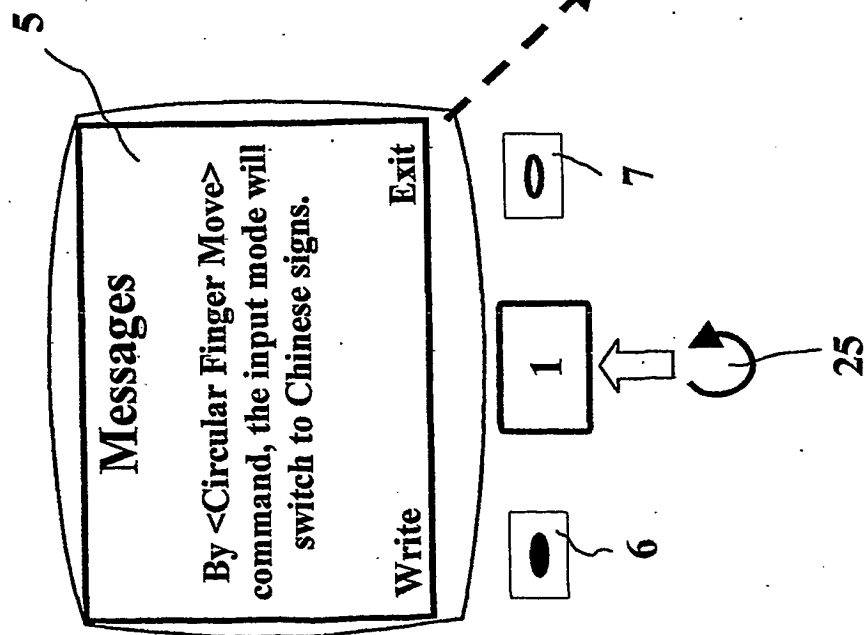 5
Messages
By <Circular Finger Move>
command, the input mode will
switch to Chinese signs.
Write Exit
1
6
7
25